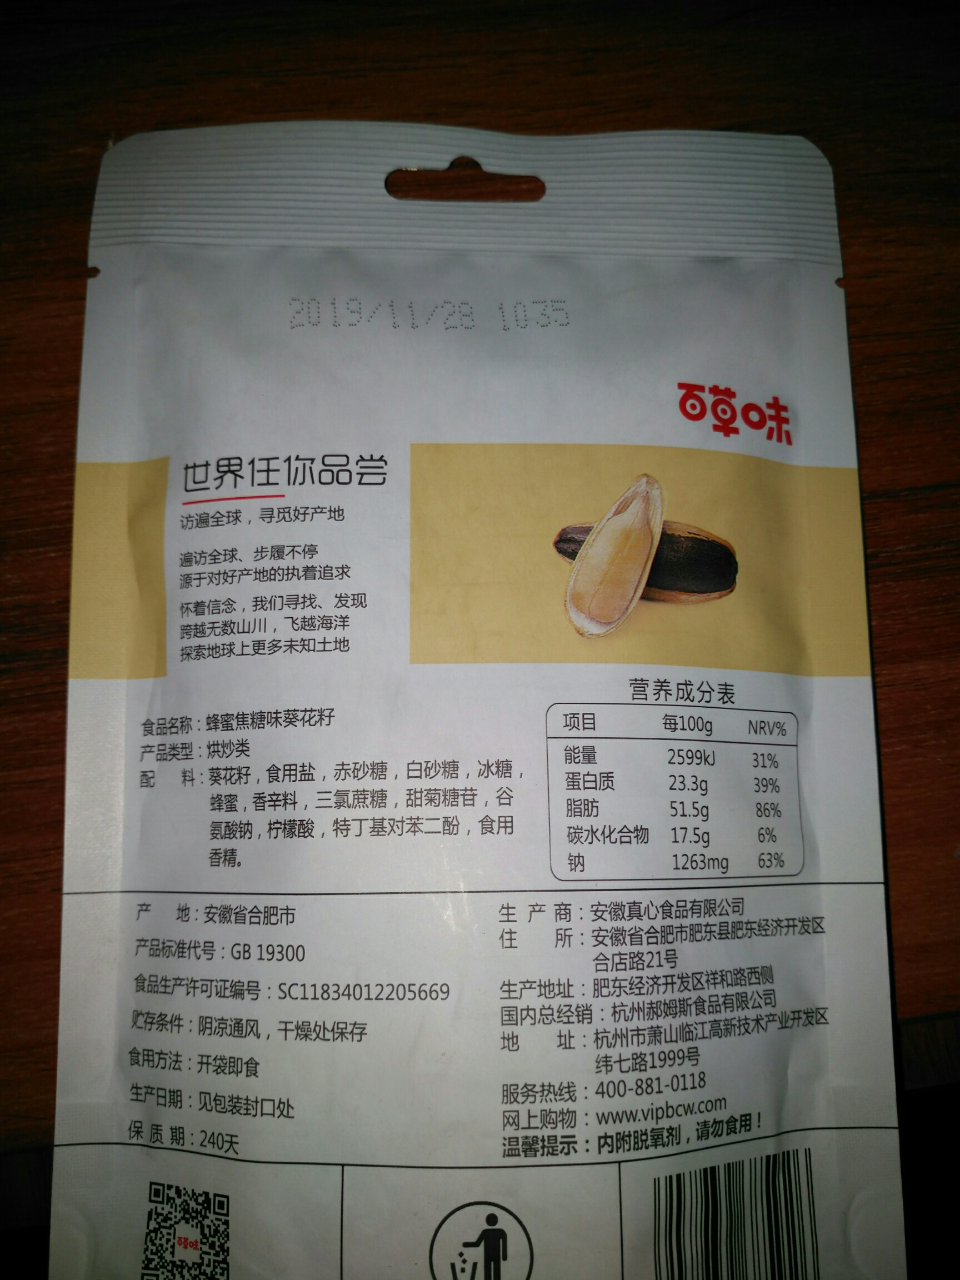 2019/11/28 1035
百草味
世界任你品尝
访遍全球，寻觅好产地
遍访全球、步履不停
源于对好产地的执着追求
怀着信念，我们寻找、发现
跨越无数山川，飞越海洋
探索地球上更多未知土地
食品名称：蜂蜜焦糖味葵花籽
产品类型：烘炒类
配 料：葵花籽，食用盐，赤砂糖，白砂糖，冰糖，
蜂蜜，香辛料，三氯蔗糖，甜菊糖苷，谷
氨酸钠，柠檬酸，特丁基对苯二酚，食用
香精。
营养成分表
项目 每100g NRV%
能量 2599kJ 31%
蛋白质 23.3g 39%
脂肪 51.5g 86%
碳水化合物 17.5g 6%
钠 1263mg 63%
产 地：安徽省合肥市
产品标准代号：GB 19300
食品生产许可证编号：SC11834012205669
贮存条件：阴凉通风，干燥处保存
食用方法：开袋即食
生产日期：见包装封口处
保 质 期：240天
生 产 商：安徽真心食品有限公司
住 所：安徽省合肥市肥东县肥东经济开发区
合店路21号
生产地址：肥东经济开发区祥和路西侧
国内总经销：杭州郝姆斯食品有限公司
地 址：杭州市萧山临江高新技术产业开发区
纬七路1999号
服务热线：400-881-0118
网上购物：www.vipbcw.com
温馨提示：内附脱氧剂，请勿食用！
百草味